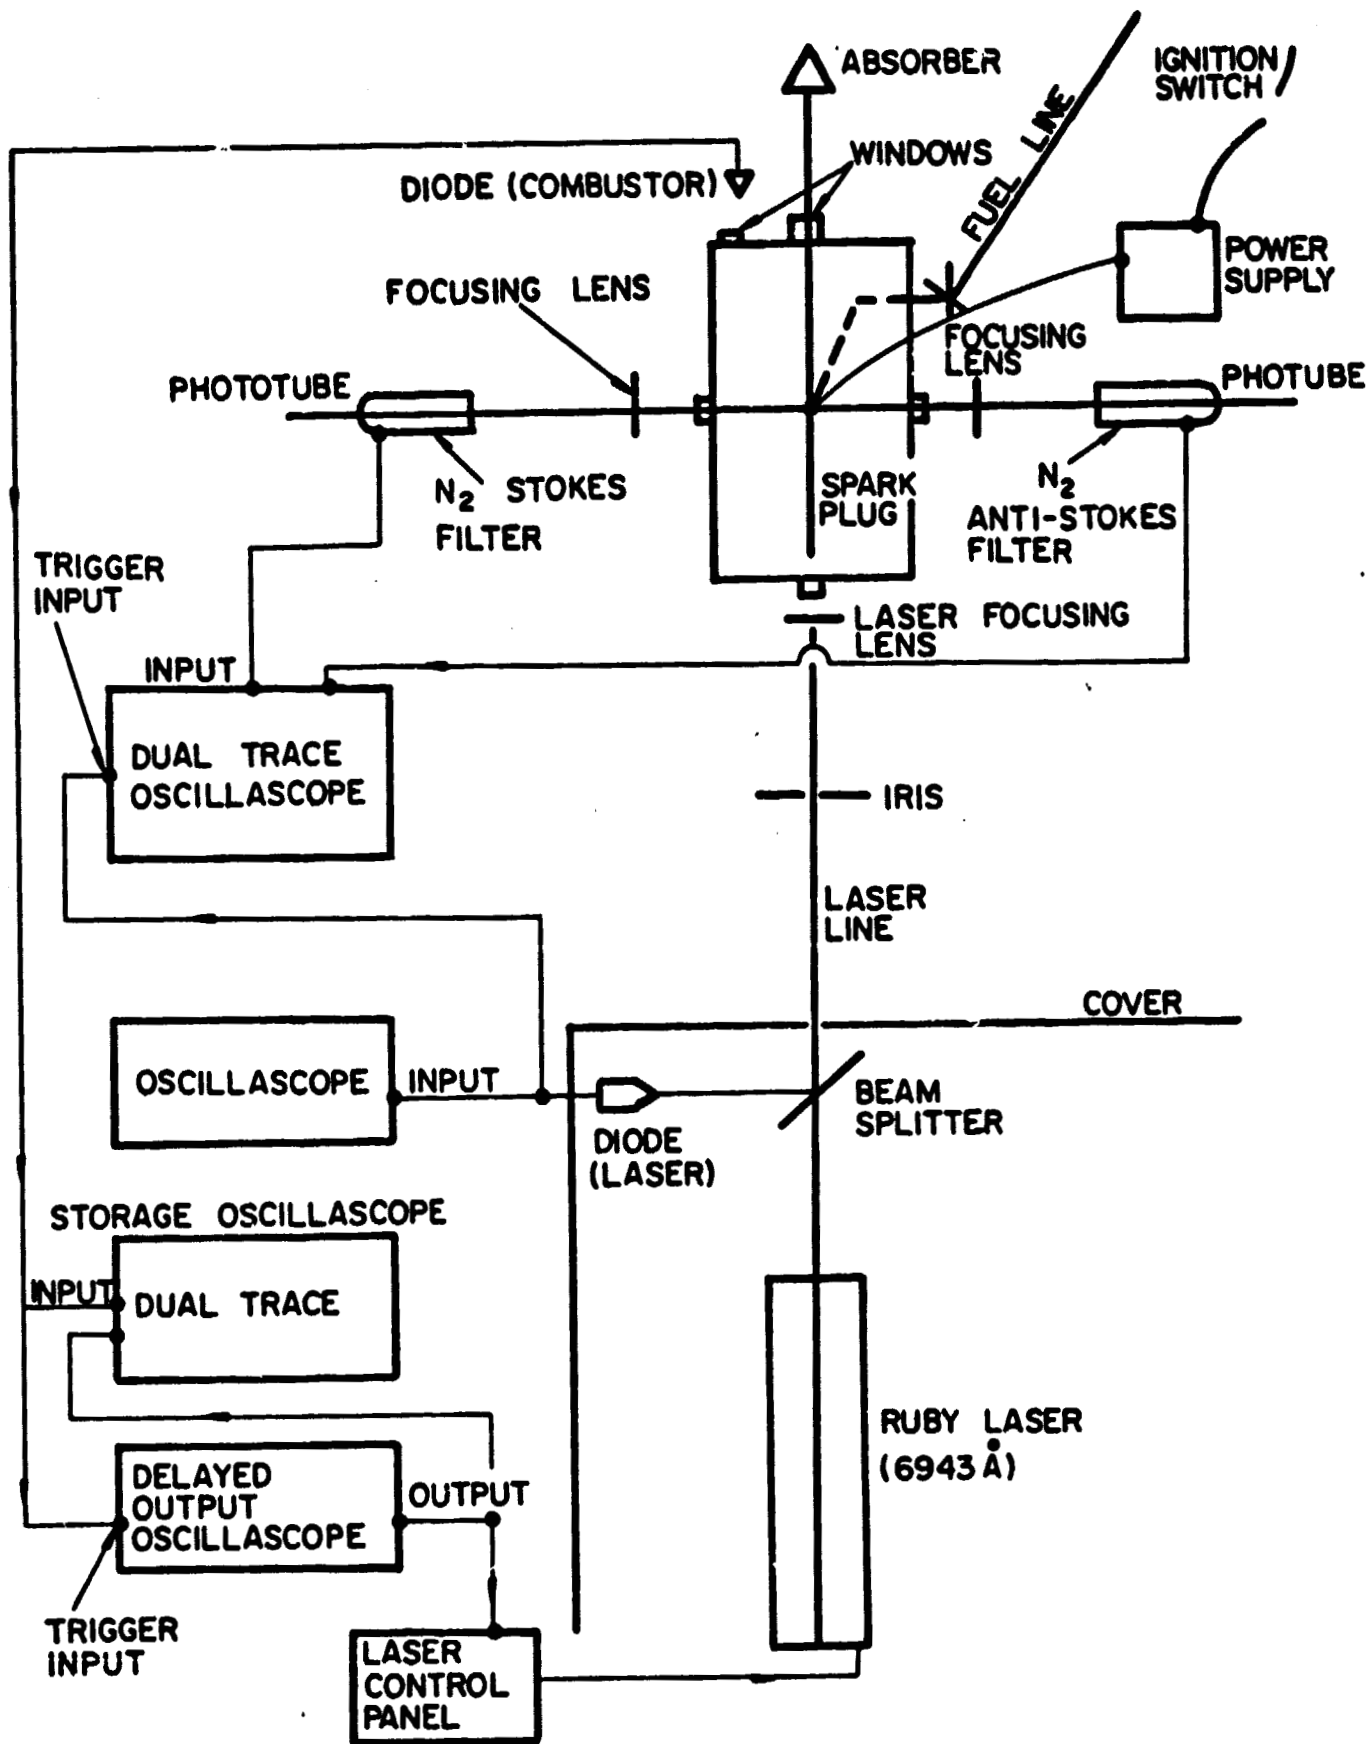 ABSORBER
IGNITION
SWITCH
WINDOWS
DIODE (COMBUSTOR)
FUEL LINE
POWER
SUPPLY
FOCUSING LENS
FOCUSING
LENS
PHOTOTUBE
PHOTUBE
N2 STOKES
FILTER
SPARK
PLUG
N2
ANTI-STOKES
FILTER
TRIGGER
INPUT
LASER FOCUSING
LENS
INPUT
DUAL TRACE
OSCILLASCOPE
IRIS
LASER
LINE
COVER
OSCILLASCOPE
INPUT
BEAM
SPLITTER
DIODE
(LASER)
STORAGE OSCILLASCOPE
INPUT
DUAL TRACE
RUBY LASER
(6943 Å)
DELAYED
OUTPUT
OSCILLASCOPE
OUTPUT
TRIGGER
INPUT
LASER
CONTROL
PANEL